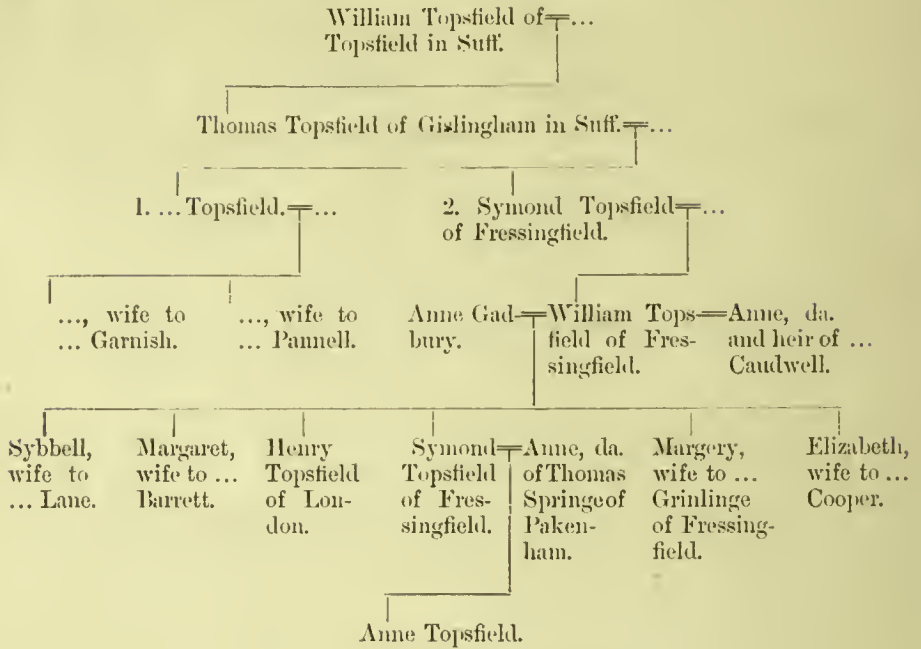 William Topsfield of=...
Topsfield in Suff.
Thomas Topsfield of Gislingham in Suff.=...
1. ... Topsfield.=...
2. Symond Topsfield=...
of Fressingfield.
..., wife to
... Garnish.
..., wife to
... Pannell.
Anne Gad-
bury.
=William Tops-
field of Fres-
singfield.
=Anne, da.
and heir of ...
Caudwell.
Sybbell,
wife to
... Lane.
Margaret,
wife to ...
Barrett.
Henry
Topsfield
of Lon-
don.
Symond
Topsfield
of Fres-
singfield.
=Anne, da.
of Thomas
Springe of
Paken-
ham.
Margery,
wife to ...
Grinlinge
of Fressing-
field.
Elizabeth,
wife to ...
Cooper.
Anne Topsfield.